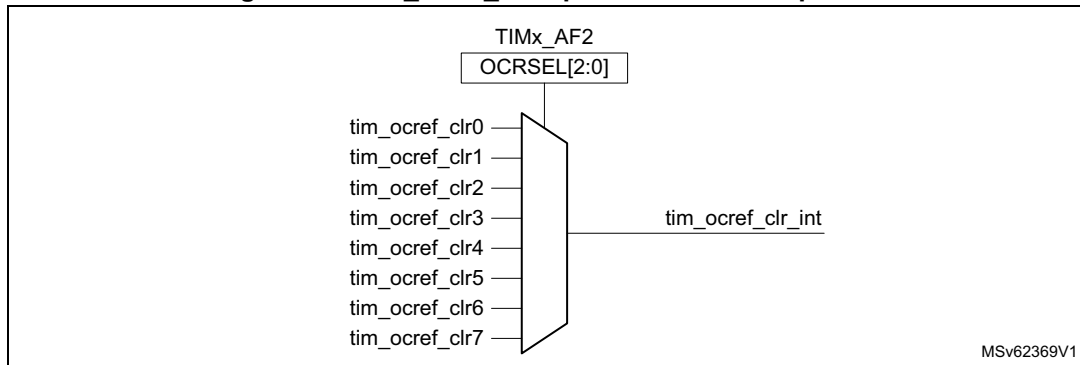 TIMx_AF2
OCRSEL[2:0]
tim_ocref_clr0
tim_ocref_clr1
tim_ocref_clr2
tim_ocref_clr3
tim_ocref_clr4
tim_ocref_clr5
tim_ocref_clr6
tim_ocref_clr7
tim_ocref_clr_int
MSv62369V1